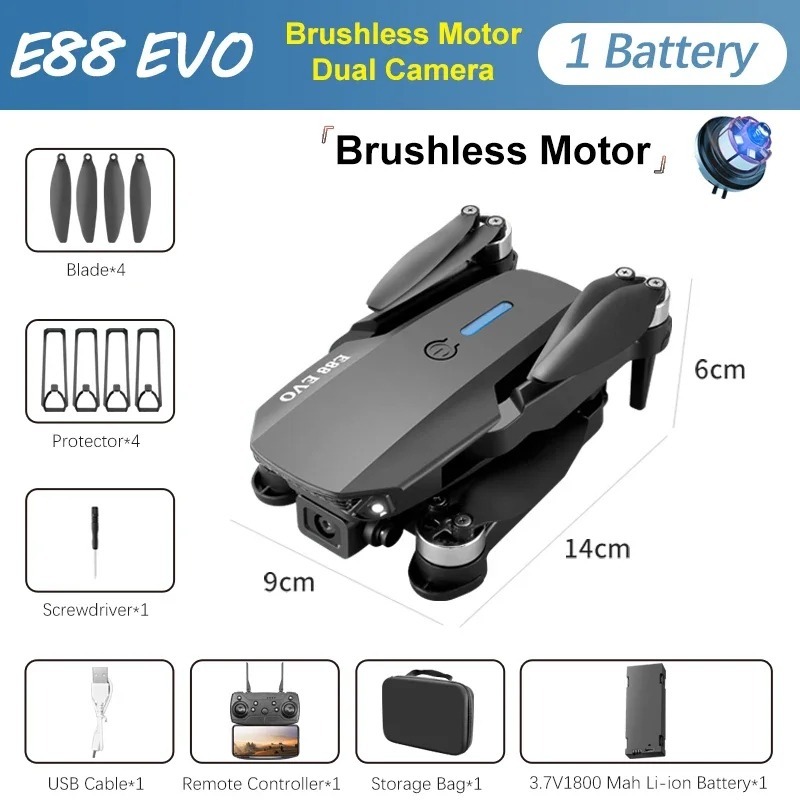 E88 EVO
Brushless Motor
Dual Camera
1 Battery
「Brushless Motor」
Blade*4
Protector*4
Screwdriver*1
E88 EVO
6cm
14cm
9cm
USB Cable*1
Remote Controller*1
Storage Bag*1
3.7V1800 Mah Li-ion Battery*1